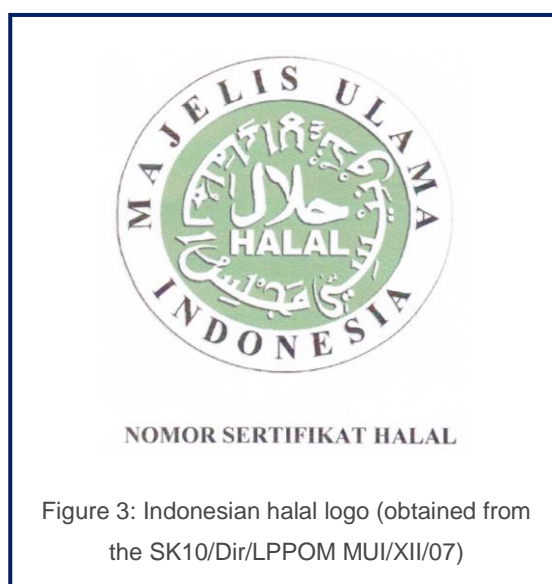 MAJELIS ULAMA
INDONESIA
حلال
HALAL
NOMOR SERTIFIKAT HALAL
Figure 3: Indonesian halal logo (obtained from
the SK10/Dir/LPPOM MUI/XII/07)